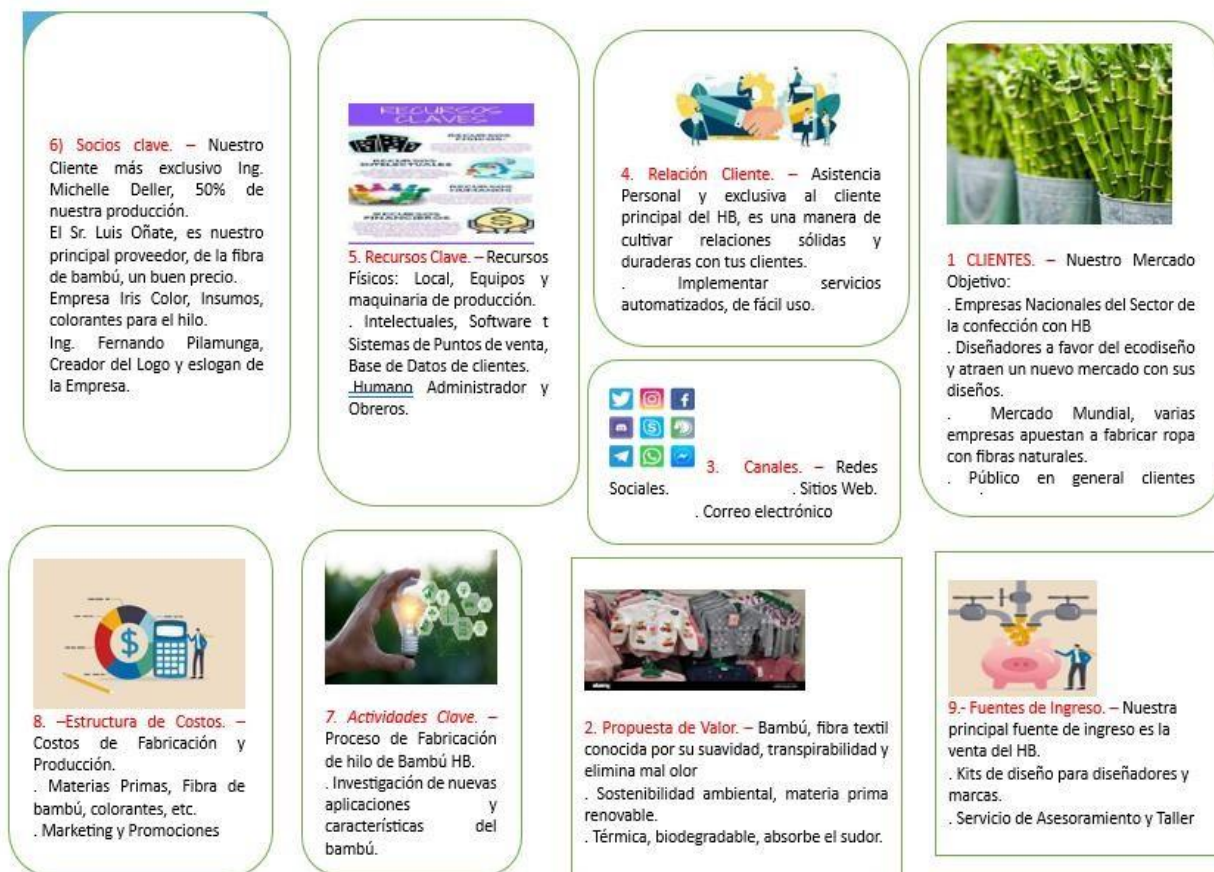 6) Socios clave. – Nuestro
Cliente más exclusivo Ing.
Michelle Deller, 50% de
nuestra producción.
El Sr. Luis Oñate, es nuestro
principal proveedor, de la fibra
de bambú, un buen precio.
Empresa Iris Color, Insumos,
colorantes para el hilo.
Ing. Fernando Pilamunga,
Creador del Logo y eslogan de
la Empresa.
RECURSOS
CLAVES
RECURSOS
FÍSICOS:
RECURSOS
INTELECTUALES
RECURSOS
HUMANOS
RECURSOS
FINANCIEROS
5. Recursos Clave. – Recursos
Físicos: Local, Equipos y
maquinaria de producción.
. Intelectuales, Software t
Sistemas de Puntos de venta,
Base de Datos de clientes.
.Humano Administrador y
Obreros.
4. Relación Cliente. – Asistencia
Personal y exclusiva al cliente
principal del HB, es una manera de
cultivar relaciones sólidas y
duraderas con tus clientes.
. Implementar servicios
automatizados, de fácil uso.
3. Canales. – Redes
Sociales. . Sitios Web.
. Correo electrónico
1 CLIENTES. – Nuestro Mercado
Objetivo:
. Empresas Nacionales del Sector de
la confección con HB
. Diseñadores a favor del ecodiseño
y atraen un nuevo mercado con sus
diseños.
. Mercado Mundial, varias
empresas apuestan a fabricar ropa
con fibras naturales.
. Público en general clientes
8. –Estructura de Costos. –
Costos de Fabricación y
Producción.
. Materias Primas, Fibra de
bambú, colorantes, etc.
. Marketing y Promociones
7. Actividades Clave. –
Proceso de Fabricación
de hilo de Bambú HB.
. Investigación de nuevas
aplicaciones y
características del
bambú.
2. Propuesta de Valor. – Bambú, fibra textil
conocida por su suavidad, transpirabilidad y
elimina mal olor
. Sostenibilidad ambiental, materia prima
renovable.
. Térmica, biodegradable, absorbe el sudor.
9.- Fuentes de Ingreso. – Nuestra
principal fuente de ingreso es la
venta del HB.
. Kits de diseño para diseñadores y
marcas.
. Servicio de Asesoramiento y Taller